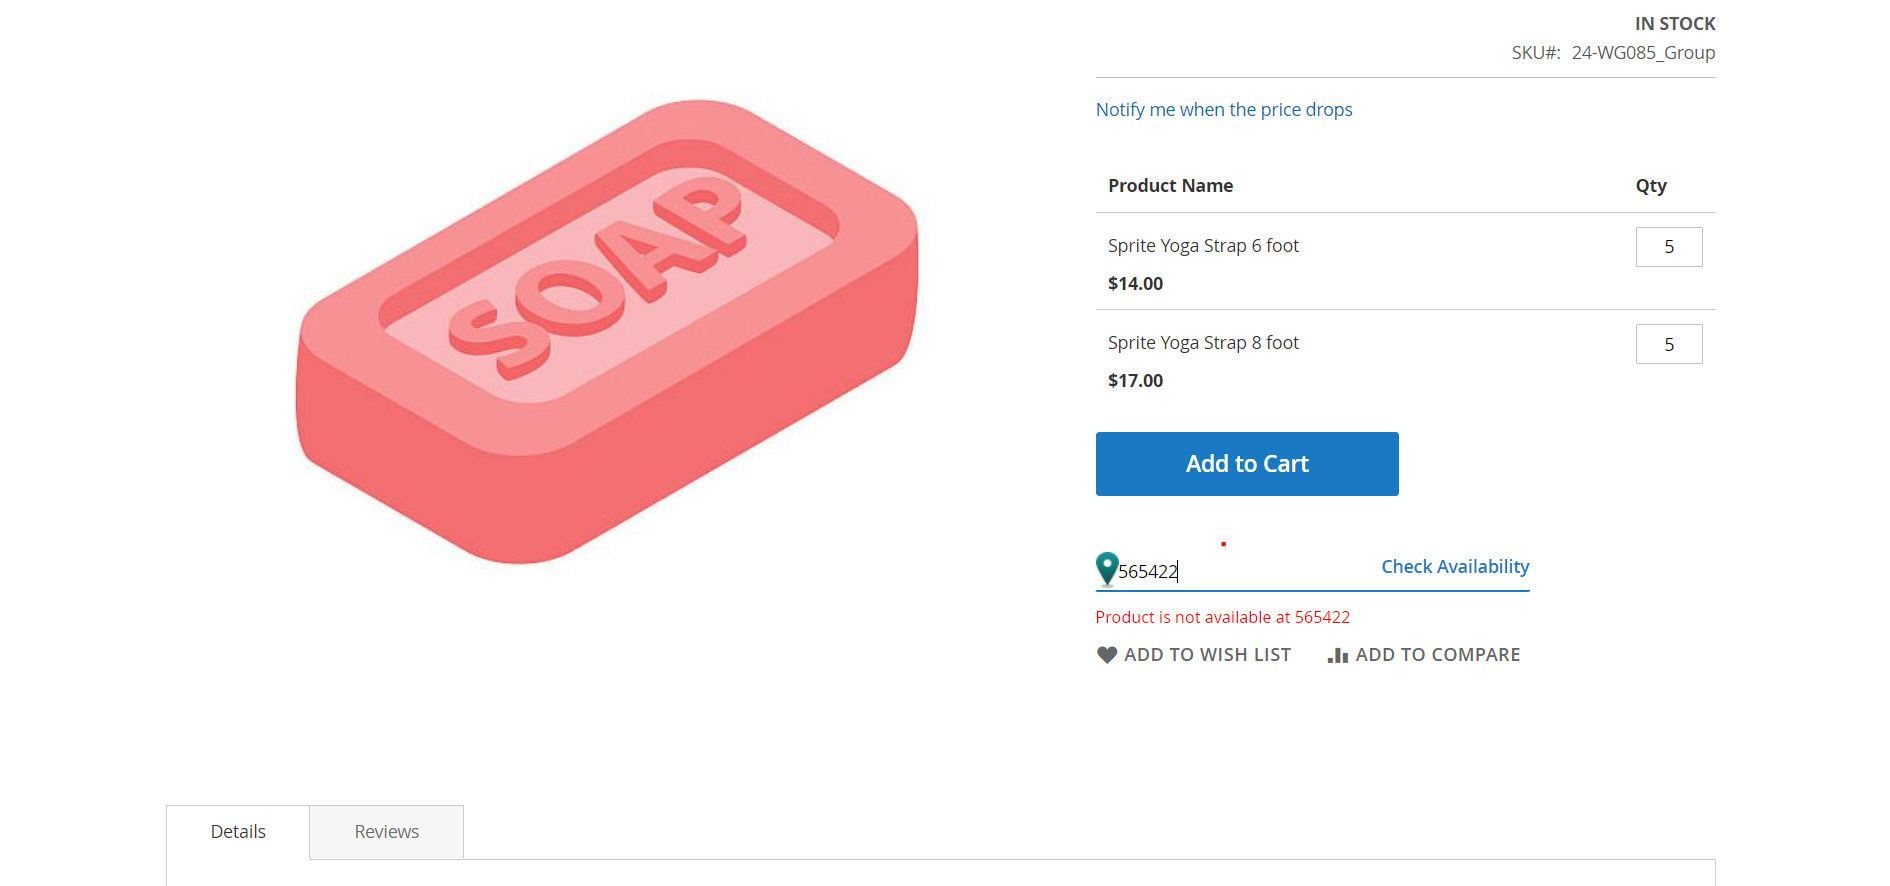 SOAP
IN STOCK
SKU#: 24-WG085_Group
Notify me when the price drops
Product Name Qty
Sprite Yoga Strap 6 foot 5
$14.00
Sprite Yoga Strap 8 foot 5
$17.00
Add to Cart
565422 Check Availability
Product is not available at 565422
ADD TO WISH LIST ADD TO COMPARE
Details Reviews